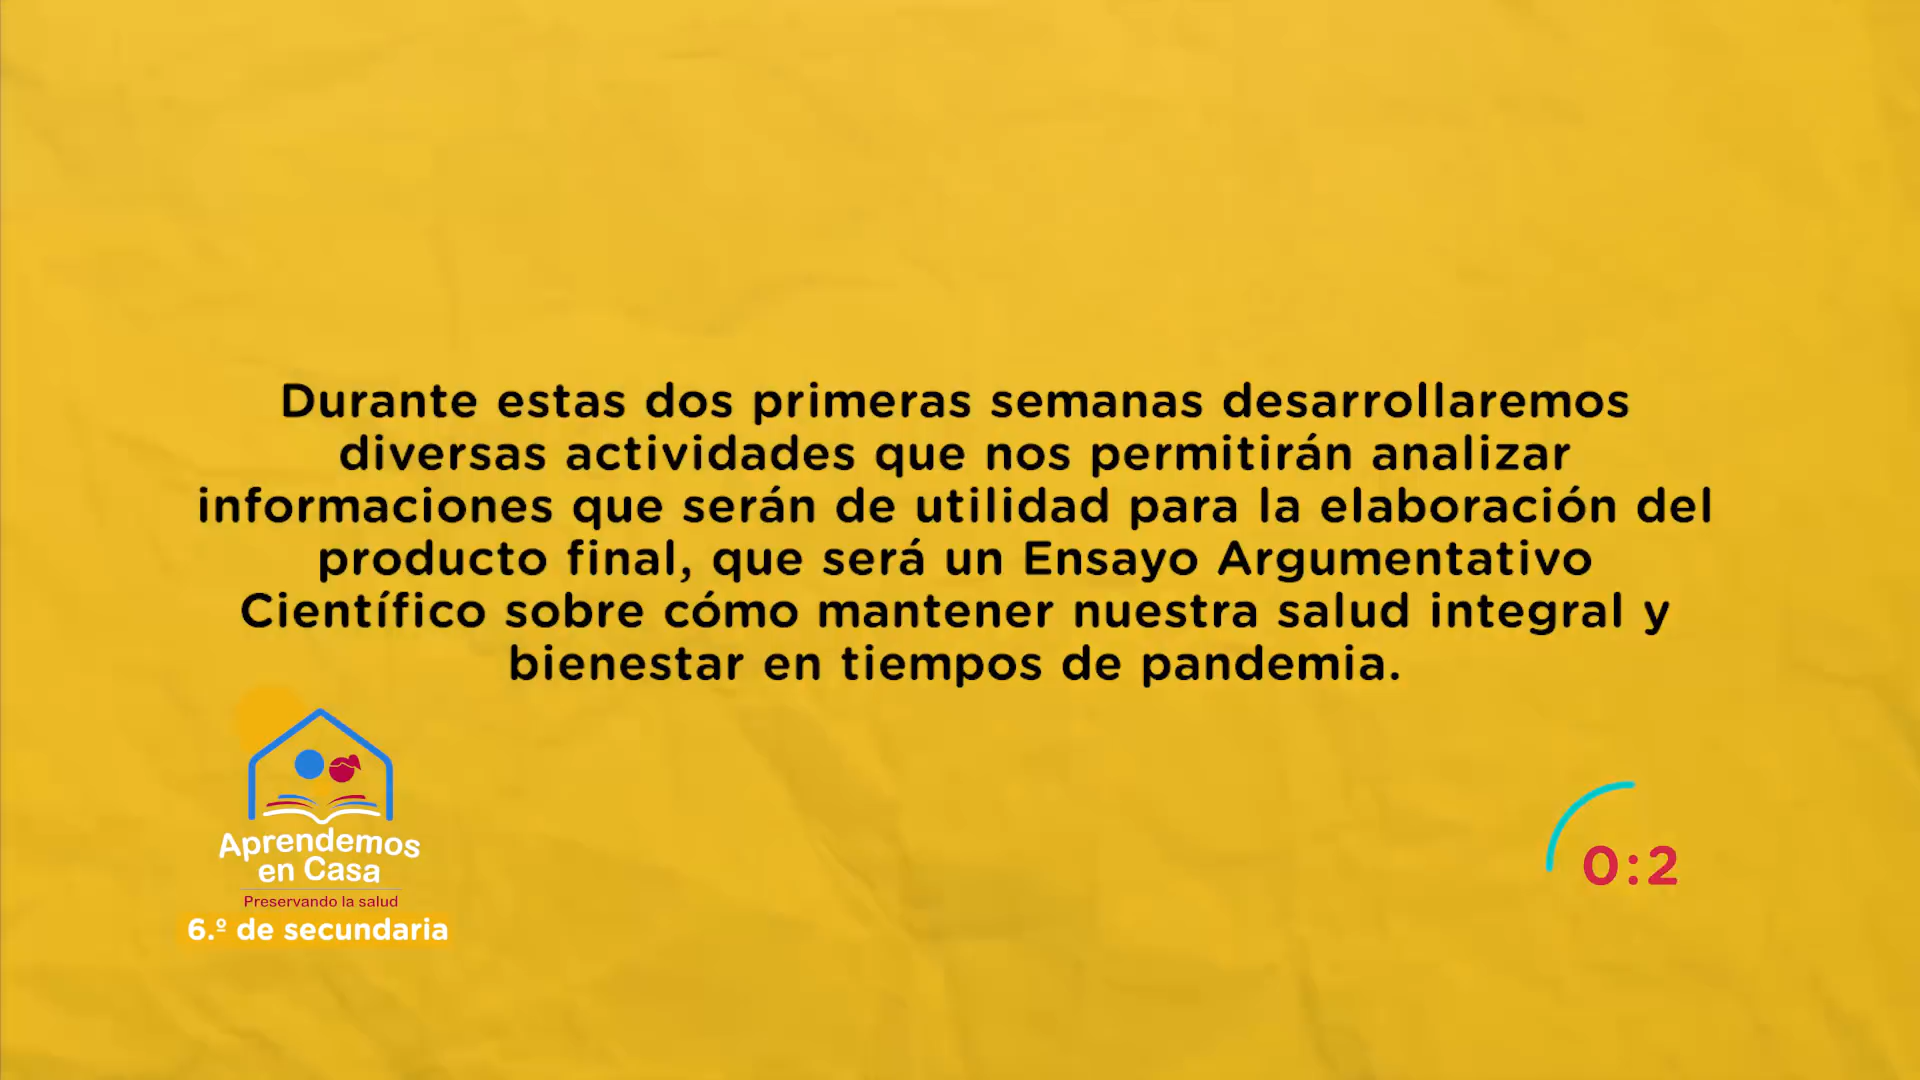 Durante estas dos primeras semanas desarrollaremos
diversas actividades que nos permitirán analizar
informaciones que serán de utilidad para la elaboración del
producto final, que será un Ensayo Argumentativo
Científico sobre cómo mantener nuestra salud integral y
bienestar en tiempos de pandemia.
Aprendemos
en Casa
Preservando la salud
6.º de secundaria
0:2